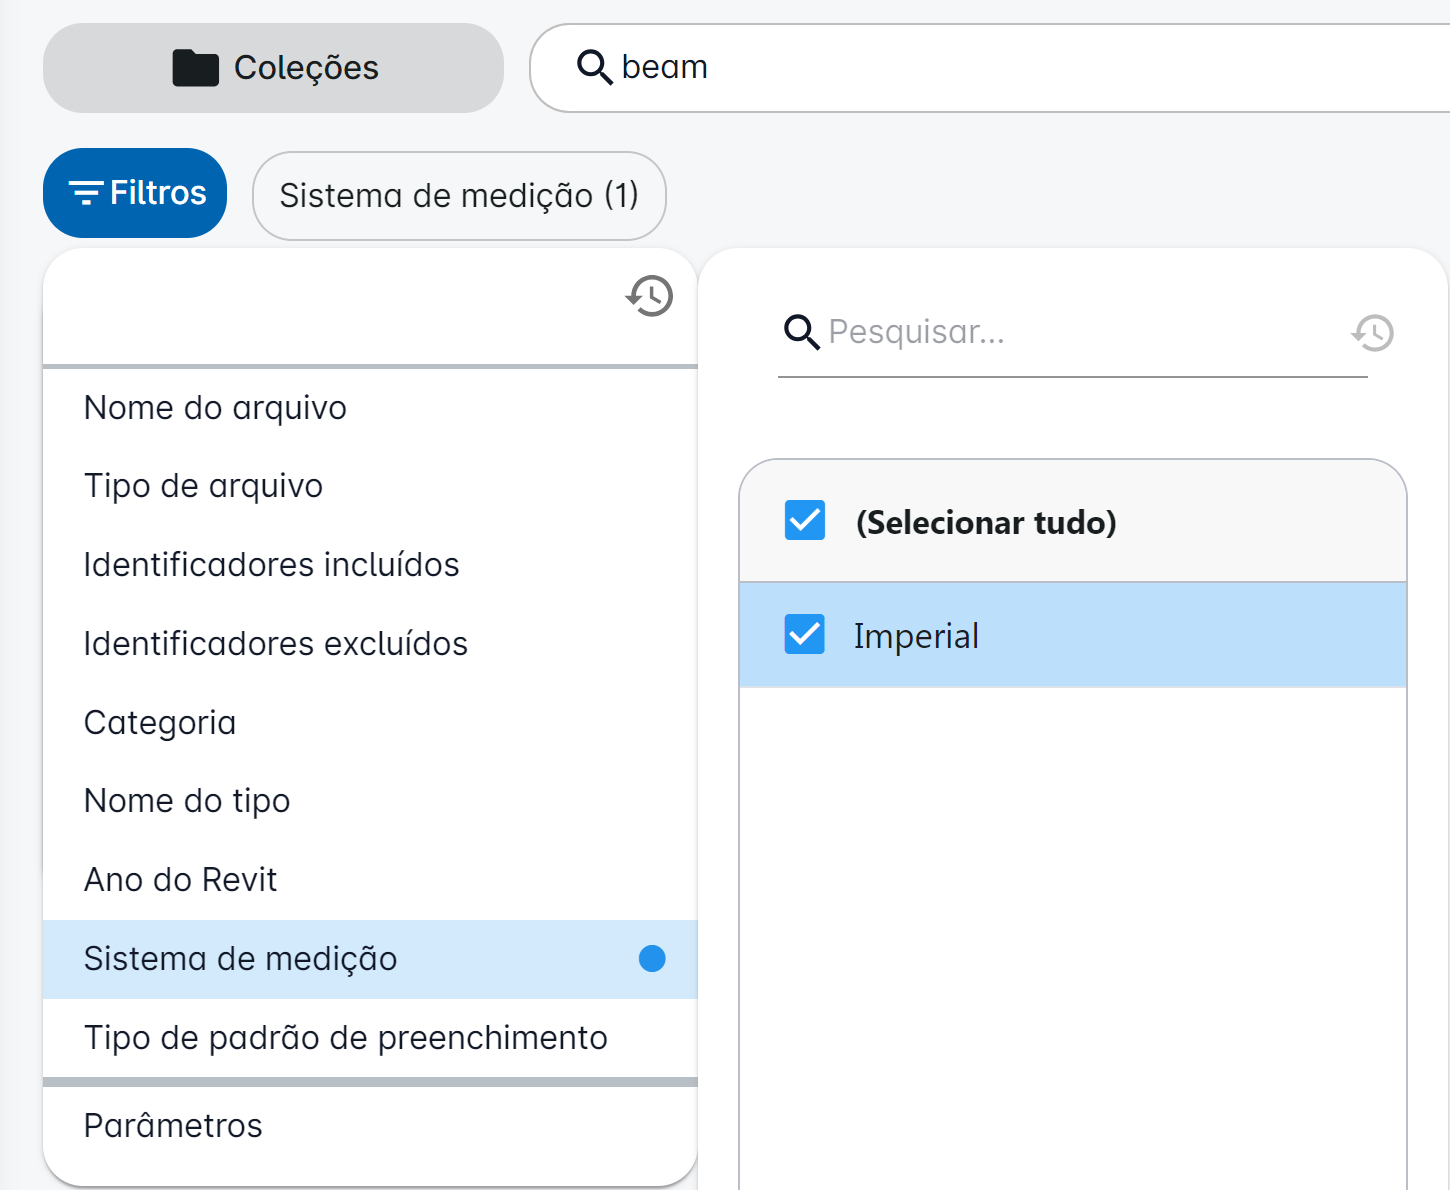 Coleções
beam
Filtros
Sistema de medição (1)
Nome do arquivo
Tipo de arquivo
Identificadores incluídos
Identificadores excluídos
Categoria
Nome do tipo
Ano do Revit
Sistema de medição
Tipo de padrão de preenchimento
Parâmetros
Pesquisar...
(Selecionar tudo)
Imperial